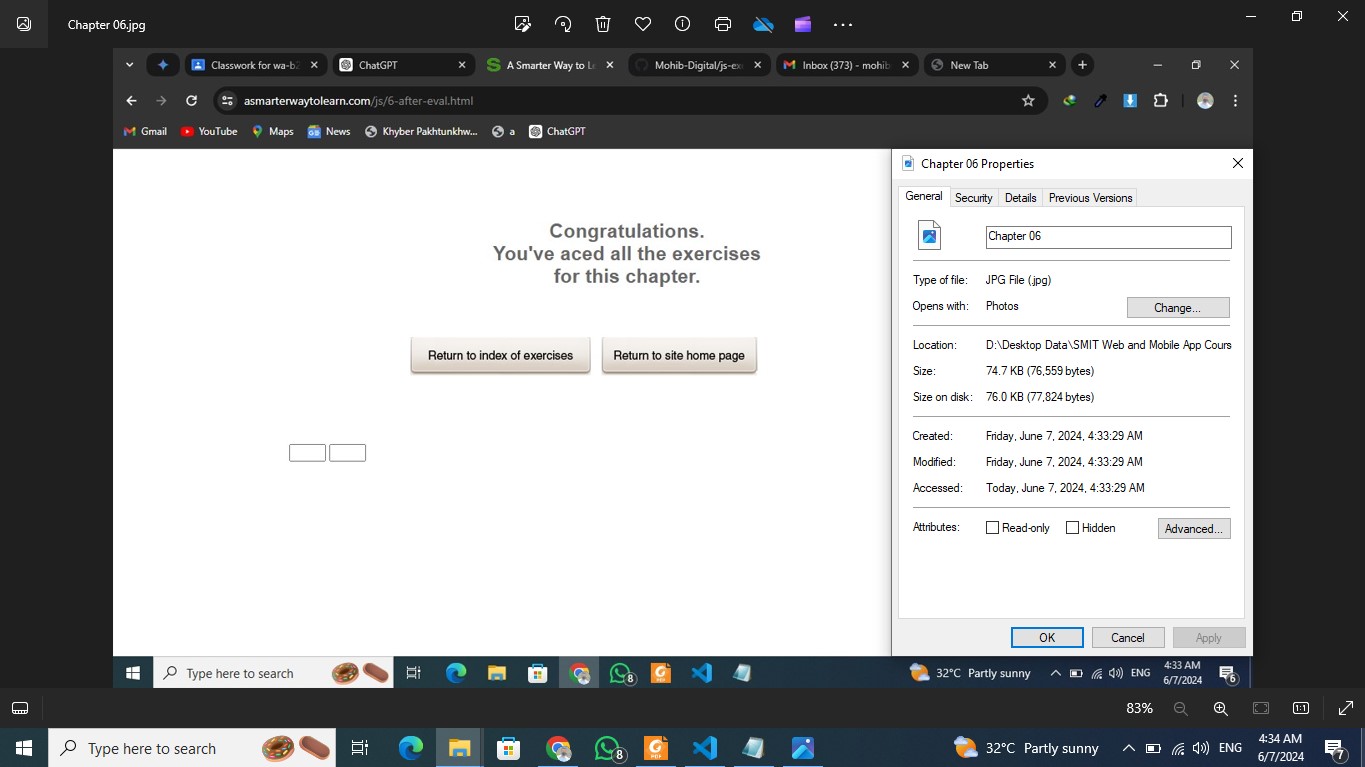 Chapter 06.jpg
Classwork for wa-b2
ChatGPT
A Smarter Way to Le
Mohib-Digital/js-exe
Inbox (373) - mohib
New Tab
asmarterwaytolearn.com/js/6-after-eval.html
Gmail
YouTube
Maps
News
Khyber Pakhtunkhw...
a
ChatGPT
Congratulations.
You've aced all the exercises
for this chapter.
Return to index of exercises
Return to site home page
Chapter 06 Properties
General
Security
Details
Previous Versions
Chapter 06
Type of file: JPG File (.jpg)
Opens with: Photos
Change...
Location: D:\Desktop Data\SMIT Web and Mobile App Cours
Size: 74.7 KB (76,559 bytes)
Size on disk: 76.0 KB (77,824 bytes)
Created: Friday, June 7, 2024, 4:33:29 AM
Modified: Friday, June 7, 2024, 4:33:29 AM
Accessed: Today, June 7, 2024, 4:33:29 AM
Attributes:
Read-only
Hidden
Advanced...
OK
Cancel
Apply
Type here to search
8
32°C Partly sunny
ENG
4:33 AM
6/7/2024
6
83%
1:1
Type here to search
8
32°C Partly sunny
ENG
4:34 AM
6/7/2024
7